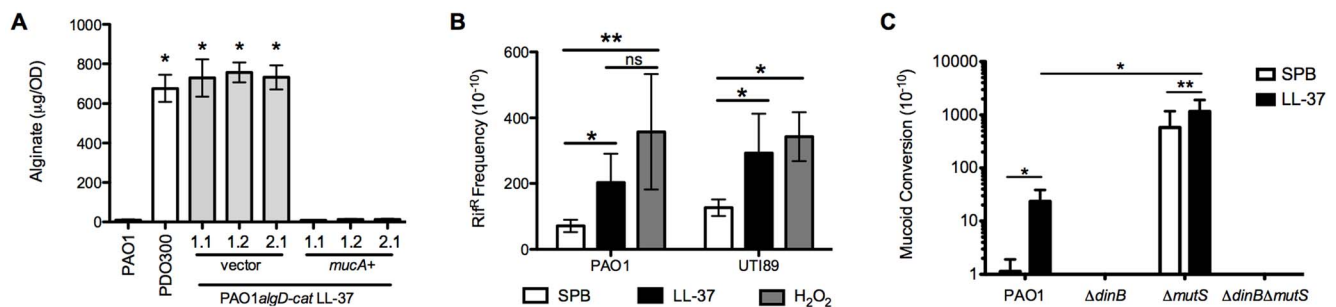 A
Alginate (µg/OD)
1000
800
600
400
200
0
* * * *
PAO1
PDO300
1.1 1.2 2.1 1.1 1.2 2.1
vector mucA+
PAO1algD-cat LL-37
B
Rif^R Frequency (10^-10)
600
400
200
0
**
ns
*
*
*
PAO1 UTI89
SPB LL-37 H₂O₂
C
Mucoid Conversion (10^-10)
10000
1000
100
10
1
*
**
*
PAO1 ΔdinB ΔmutS ΔdinBΔmutS
SPB
LL-37